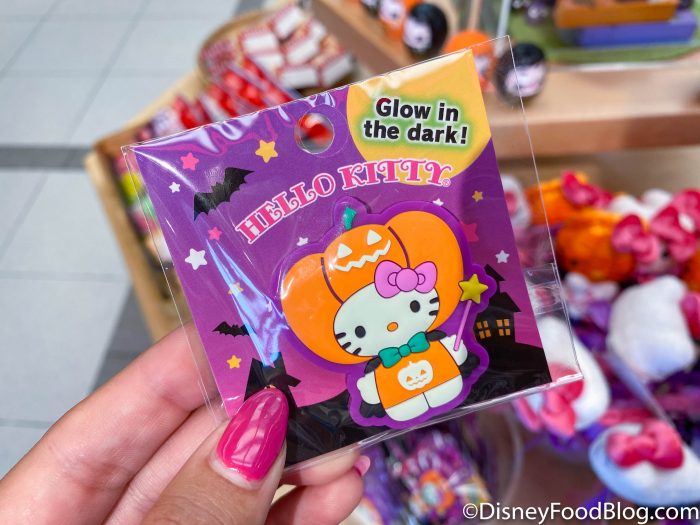 Glow in
the dark!
HELLO KITTY®
©DisneyFoodBlog.com